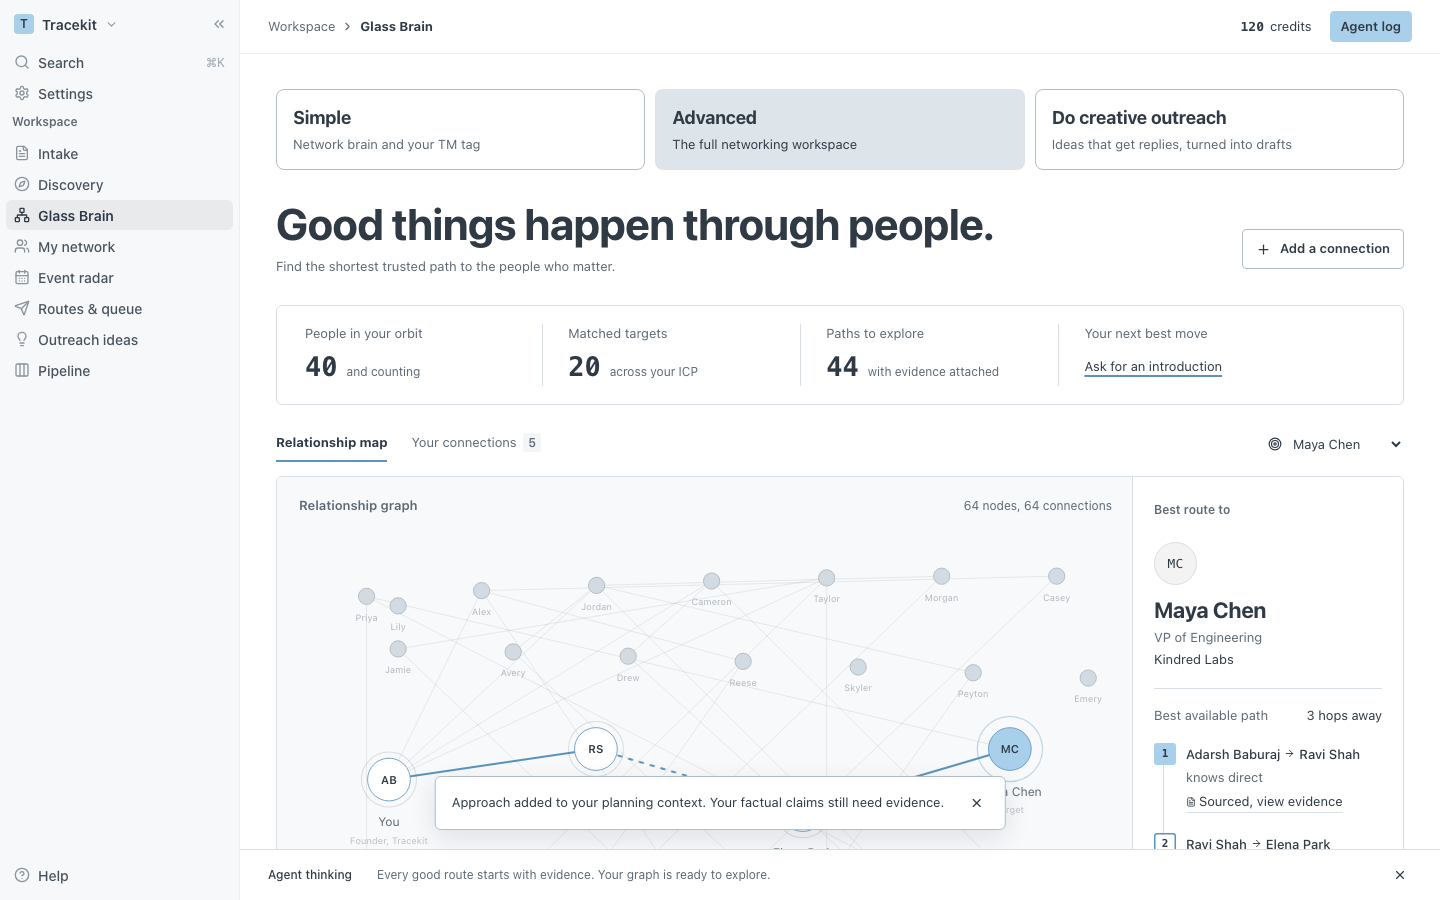 T Tracekit
Search ⌘K
Settings
Workspace
Intake
Discovery
Glass Brain
My network
Event radar
Routes & queue
Outreach ideas
Pipeline
Help
Workspace > Glass Brain
120 credits
Agent log
Simple
Network brain and your TM tag
Advanced
The full networking workspace
Do creative outreach
Ideas that get replies, turned into drafts
Good things happen through people.
Find the shortest trusted path to the people who matter.
+ Add a connection
People in your orbit
40 and counting
Matched targets
20 across your ICP
Paths to explore
44 with evidence attached
Your next best move
Ask for an introduction
Relationship map
Your connections 5
Maya Chen
Relationship graph
64 nodes, 64 connections
Priya
Lily
Alex
Jordan
Cameron
Taylor
Morgan
Casey
Jamie
Avery
Drew
Reese
Skyler
Peyton
Emery
RS
MC
AB
You
Founder, Tracekit
a Chen
rget
Approach added to your planning context. Your factual claims still need evidence.
Best route to
MC
Maya Chen
VP of Engineering
Kindred Labs
Best available path 3 hops away
1 Adarsh Baburaj → Ravi Shah
knows direct
Sourced, view evidence
2 Ravi Shah → Elena Park
Agent thinking Every good route starts with evidence. Your graph is ready to explore.